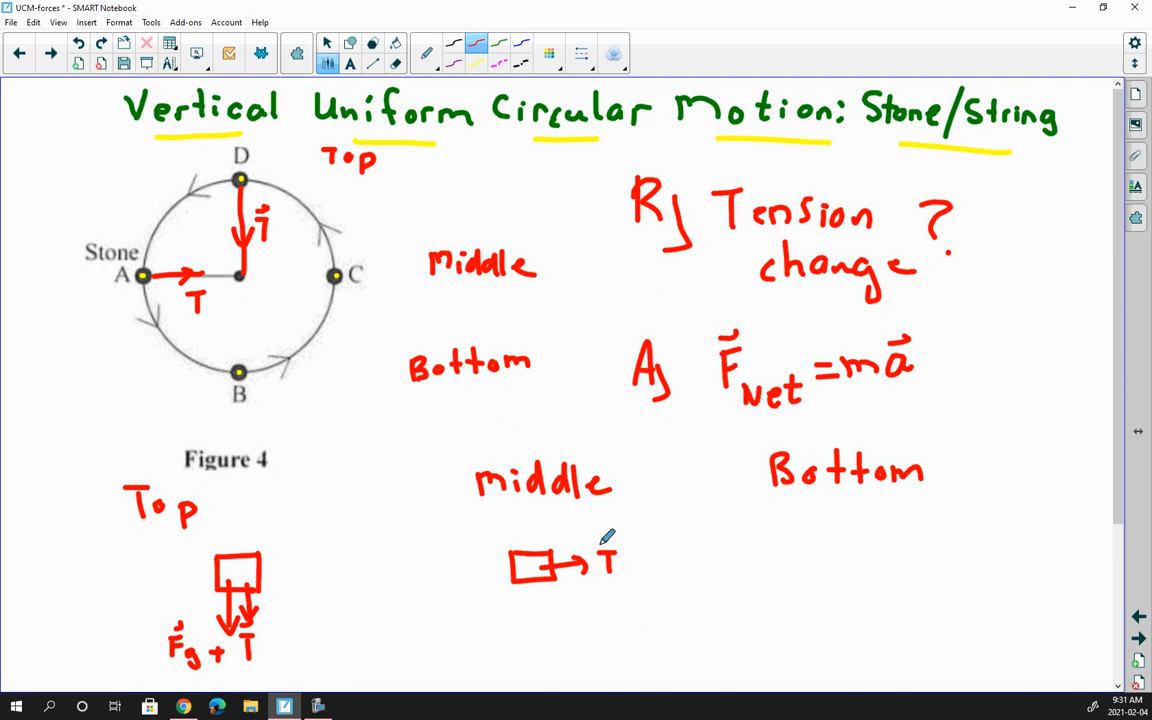 UCM-forces * - SMART Notebook
File Edit View Insert Format Tools Add-ons Account Help
Vertical Uniform Circular Motion: Stone/String
D
Top
R) Tension change ?
T
Stone
A
C
Middle
T
Bottom
A) F Net = ma
B
Figure 4
Top
Middle
Bottom
T
Fg + T
9:31 AM
2021-02-04